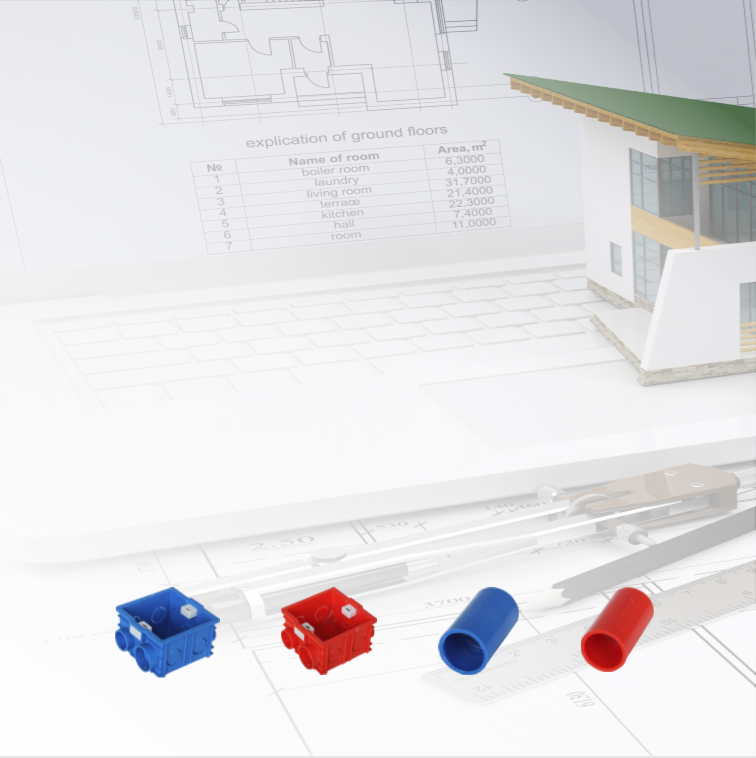 explication of ground floors
№ Name of room Area, m²
1 boiler room 6,3000
2 laundry 4,0000
3 living room 31,7000
4 terrace 21,4000
5 kitchen 22,3000
6 hall 7,4000
7 room 11,0000
2.50
3700